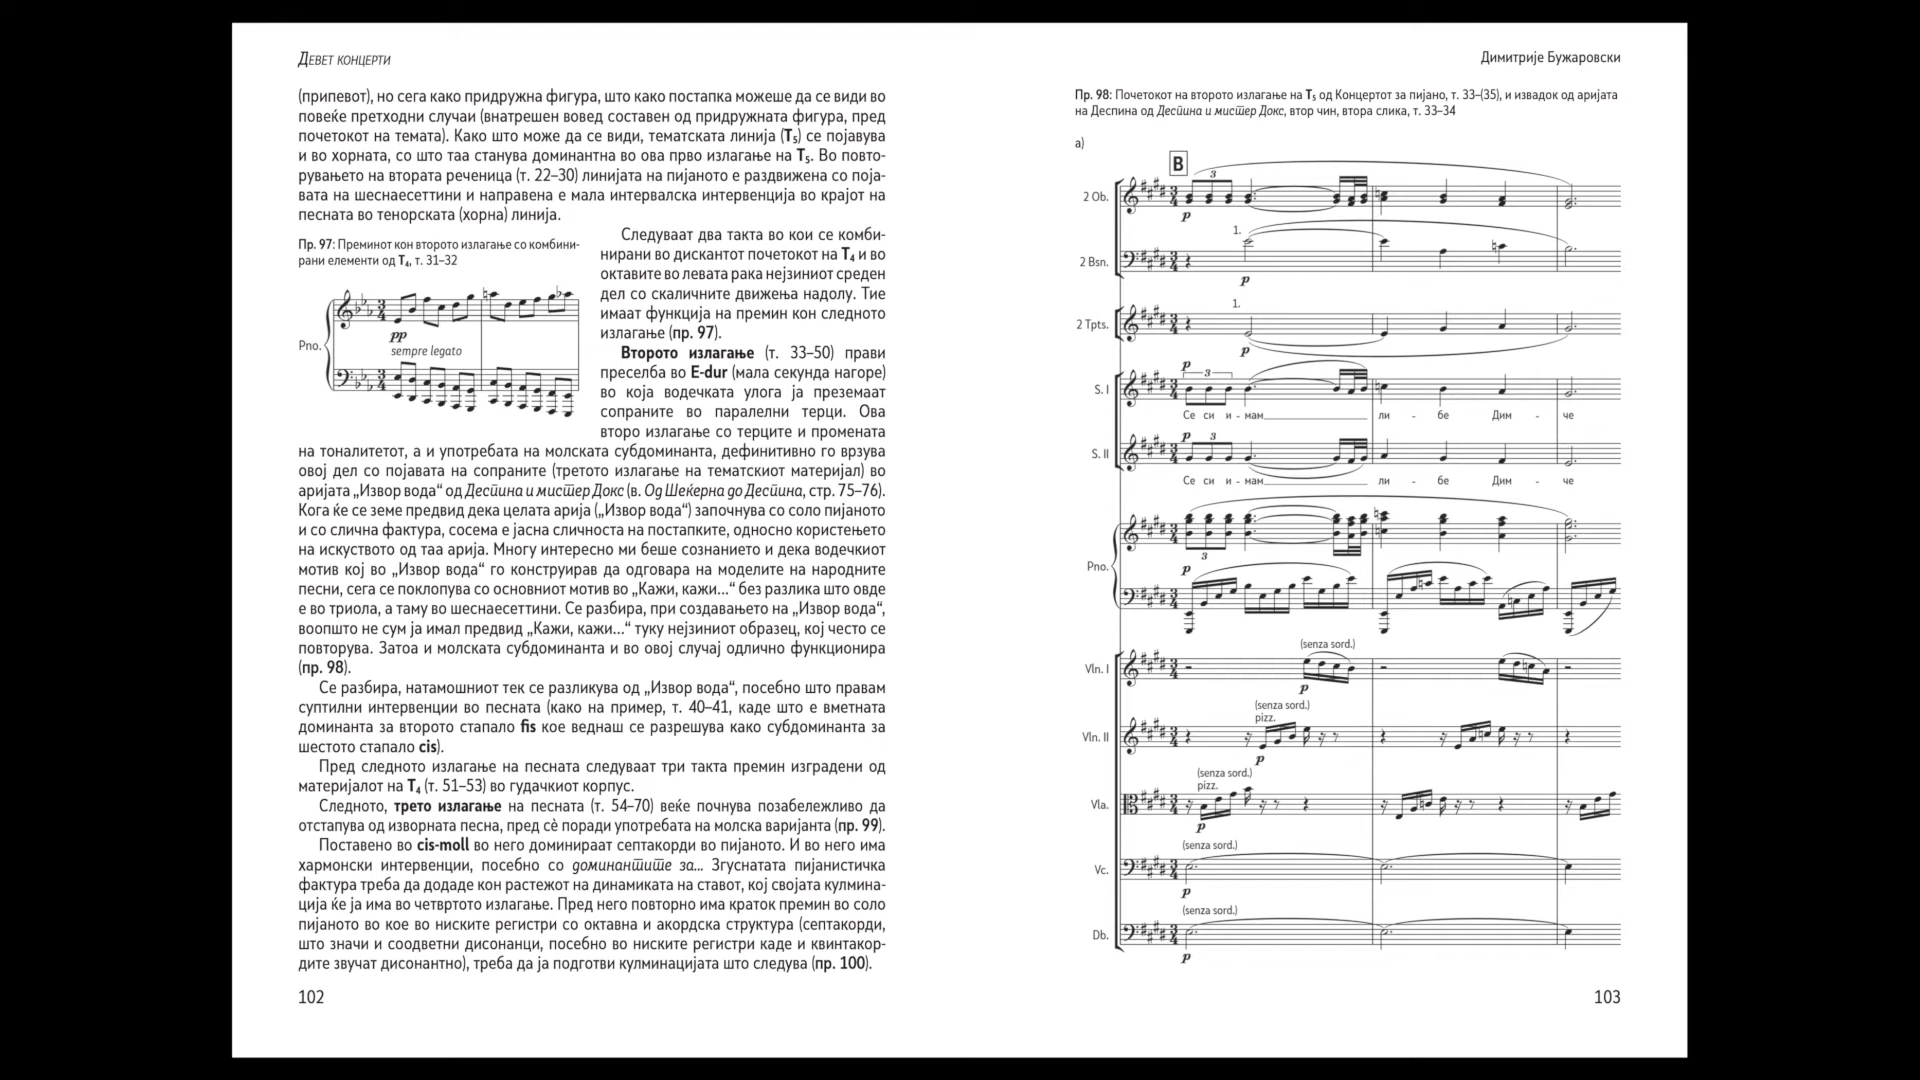 Девет концерти
(припевот), но сега како придружна фигура, што како постапка можеше да се види во
повеќе претходни случаи (внатрешен вовед составен од придружната фигура, пред
почетокот на темата). Како што може да се види, тематската линија (T5) се појавува
и во хорната, со што таа станува доминантна во ова прво излагање на T5. Во повто-
рувањето на втората реченица (т. 22–30) линијата на пијаното е раздвижена со поја-
вата на шеснаесеттини и направена е мала интервалска интервенција во крајот на
песната во тенорската (хорна) линија.
Пр. 97: Преминот кон второто излагање со комбини-
рани елементи од T4, т. 31–32
Pno.
pp
sempre legato
Следуваат два такта во кои се комби-
нирани во дискантот почетокот на T4 и во
октавите во левата рака нејзиниот среден
дел со скаличните движења надолу. Тие
имаат функција на премин кон следното
излагање (пр. 97).
Второто излагање (т. 33–50) прави
преселба во E-dur (мала секунда нагоре)
во која водечката улога ја преземаат
сопраните во паралелни терци. Ова
второ излагање со терците и промената
на тоналитетот, а и употребата на молската субдоминанта, дефинитивно го врзува
овој дел со појавата на сопраните (третото излагање на тематскиот материјал) во
аријата „Извор вода“ од Деспина и мистер Докс (в. Од Шеќерна до Деспина, стр. 75–76).
Кога ќе се земе предвид дека целата арија („Извор вода“) започнува со соло пијаното
и со слична фактура, сосема е јасна сличноста на постапките, односно користењето
на искуството од таа арија. Многу интересно ми беше сознанието и дека водечкиот
мотив кој во „Извор вода“ го конструирав да одговара на моделите на народните
песни, сега се поклопува со основниот мотив во „Кажи, кажи...“ без разлика што овде
е во триола, а таму во шеснаесеттини. Се разбира, при создавањето на „Извор вода“,
воопшто не сум ја имал предвид „Кажи, кажи...“ туку нејзиниот образец, кој често се
повторува. Затоа и молската субдоминанта и во овој случај одлично функционира
(пр. 98).
Се разбира, натамошниот тек се разликува од „Извор вода“, посебно што правам
суптилни интервенции во песната (како на пример, т. 40–41, каде што е вметната
доминанта за второто стапало fis кое веднаш се разрешува како субдоминанта за
шестото стапало cis).
Пред следното излагање на песната следуваат три такта премин изградени од
материјалот на T4 (т. 51–53) во гудачкиот корпус.
Следното, трето излагање на песната (т. 54–70) веќе почнува позабележливо да
отстапува од изворната песна, пред сè поради употребата на молска варијанта (пр. 99).
Поставено во cis-moll во него доминираат септакорди во пијаното. И во него има
хармонски интервенции, посебно со доминантите за... Згуснатата пијанистичка
фактура треба да додаде кон растежот на динамиката на ставот, кој својата кулмина-
ција ќе ја има во четвртото излагање. Пред него повторно има краток премин во соло
пијаното во кое во ниските регистри со октавна и акордска структура (септакорди,
што значи и соодветни дисонанци, посебно во ниските регистри каде и квинтакор-
дите звучат дисонантно), треба да ја подготви кулминацијата што следува (пр. 100).
102
Димитрије Бужаровски
Пр. 98: Почетокот на второто излагање на T5 од Концертот за пијано, т. 33–(35), и извадок од аријата
на Деспина од Деспина и мистер Докс, втор чин, втора слика, т. 33–34
а)
B
3
2 Ob.
p
1.
2 Bsn.
p
1.
2 Tpts.
p
p
3
S. I
Се си и - мам ли - бе Дим - че
p 3
S. II
Се си и - мам ли - бе Дим - че
3
Pno.
p
(senza sord.)
Vln. I
p
(senza sord.)
pizz.
Vln. II
p
(senza sord.)
pizz.
Vla.
p
(senza sord.)
Vc.
p
(senza sord.)
Db.
p
103